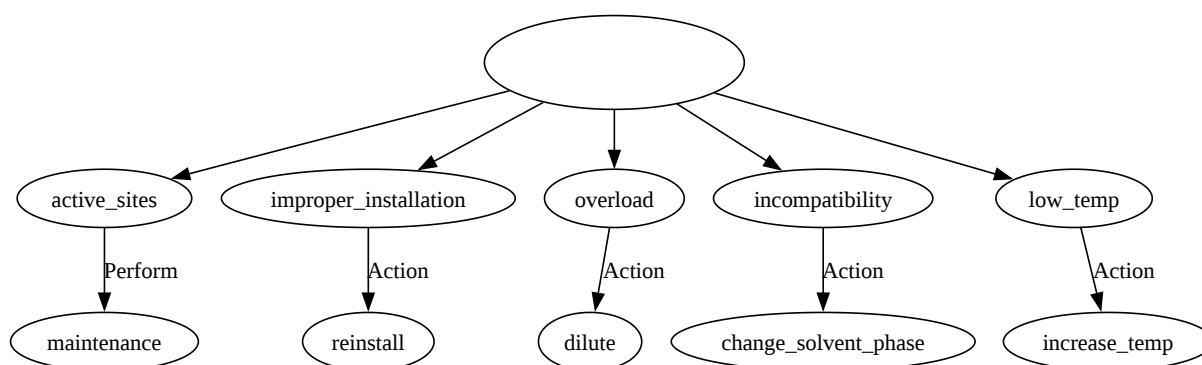 active_sites
improper_installation
overload
incompatibility
low_temp
Perform
Action
Action
Action
Action
maintenance
reinstall
dilute
change_solvent_phase
increase_temp